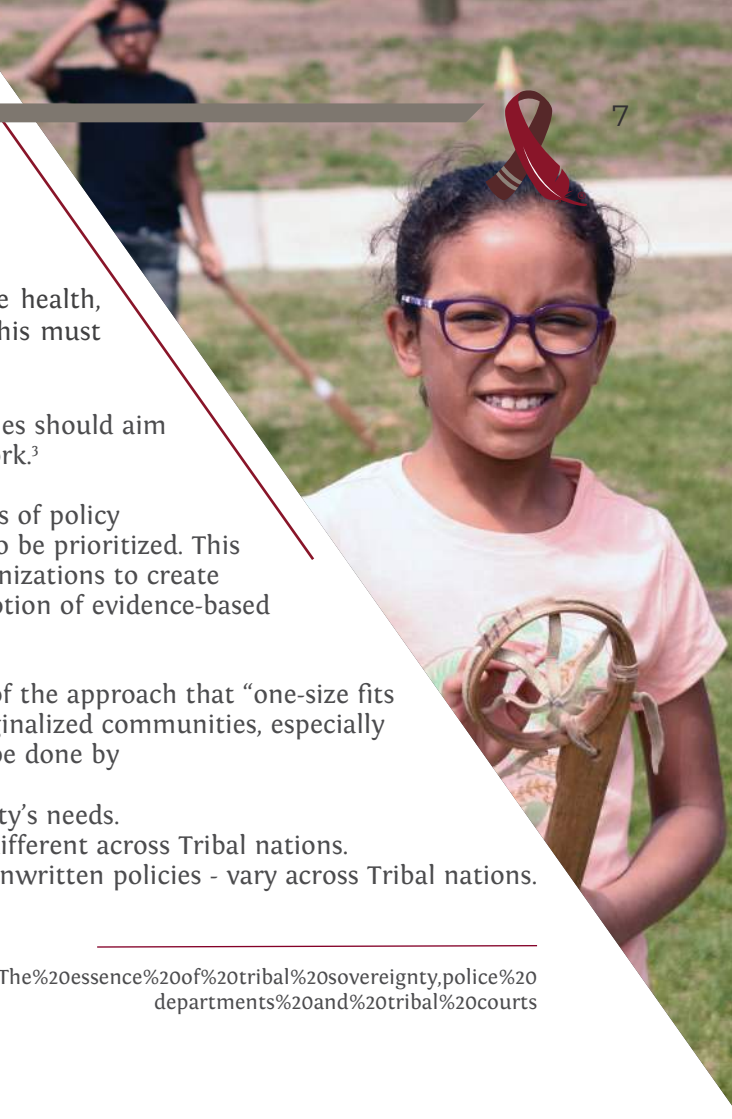 7
e health,
his must
es should aim
rk.³
s of policy
o be prioritized. This
nizations to create
ption of evidence-based
of the approach that “one-size fits
ginalized communities, especially
be done by
ty’s needs.
ifferent across Tribal nations.
nwritten policies - vary across Tribal nations.
The%20essence%20of%20tribal%20sovereignty,police%20
departments%20and%20tribal%20courts